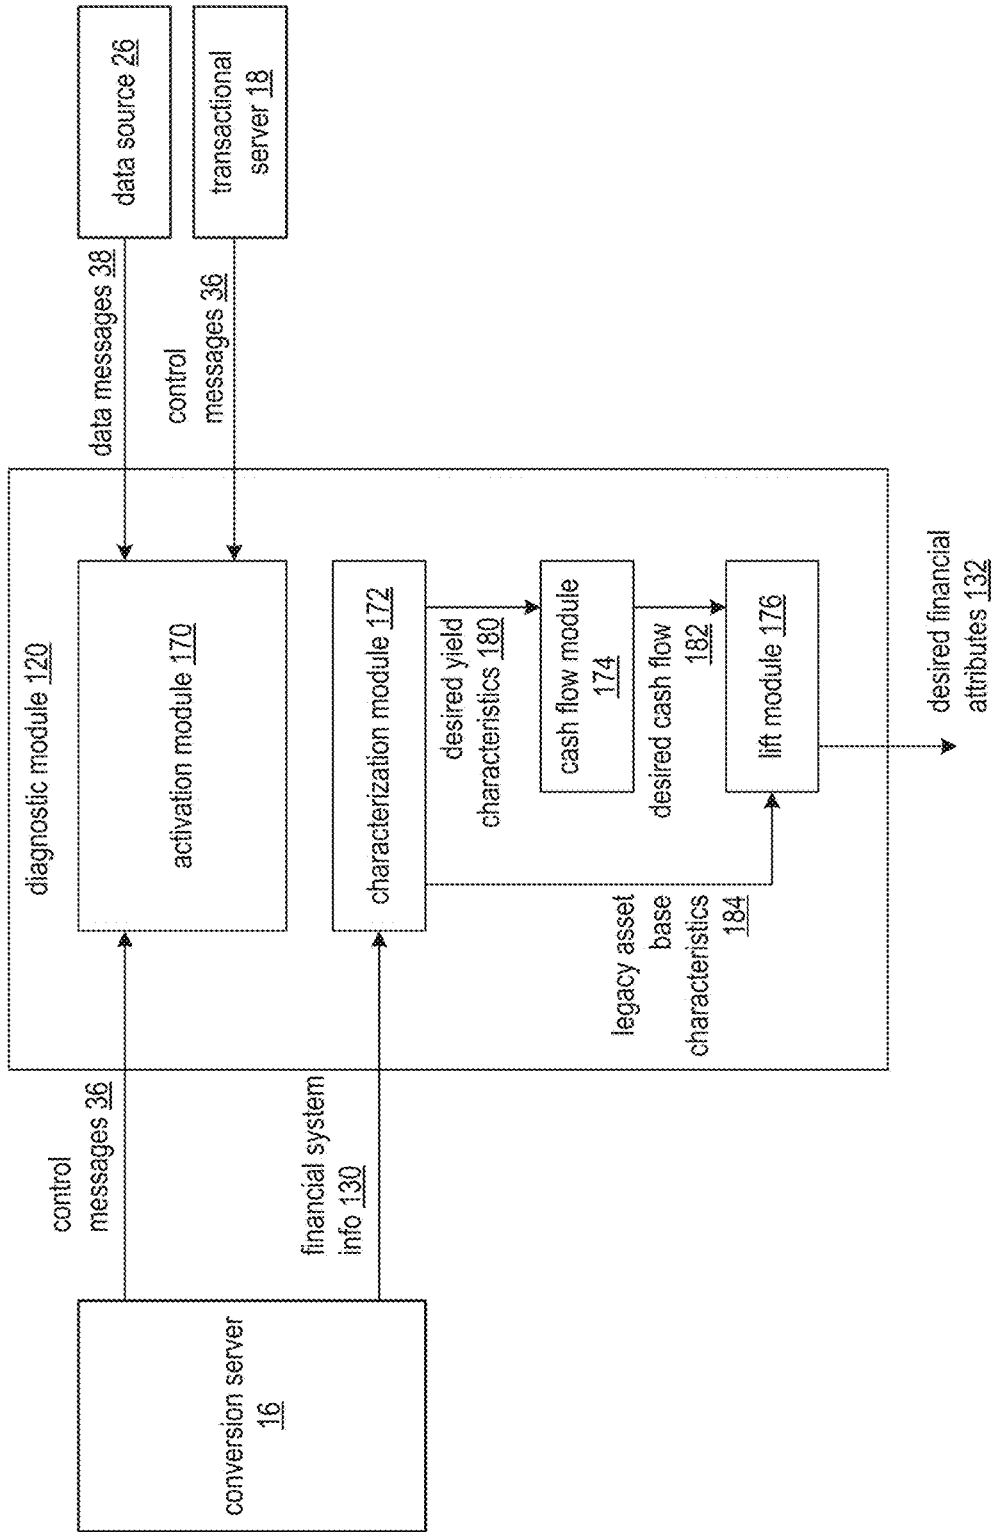 diagnostic module 120
control
messages 36
data messages 38
data source 26
activation module 170
control
messages 36
transactional
server 18
conversion server
16
financial system
info 130
characterization module 172
desired yield
characteristics 180
cash flow module
174
legacy asset
base
characteristics
184
desired cash flow
182
lift module 176
desired financial
attributes 132